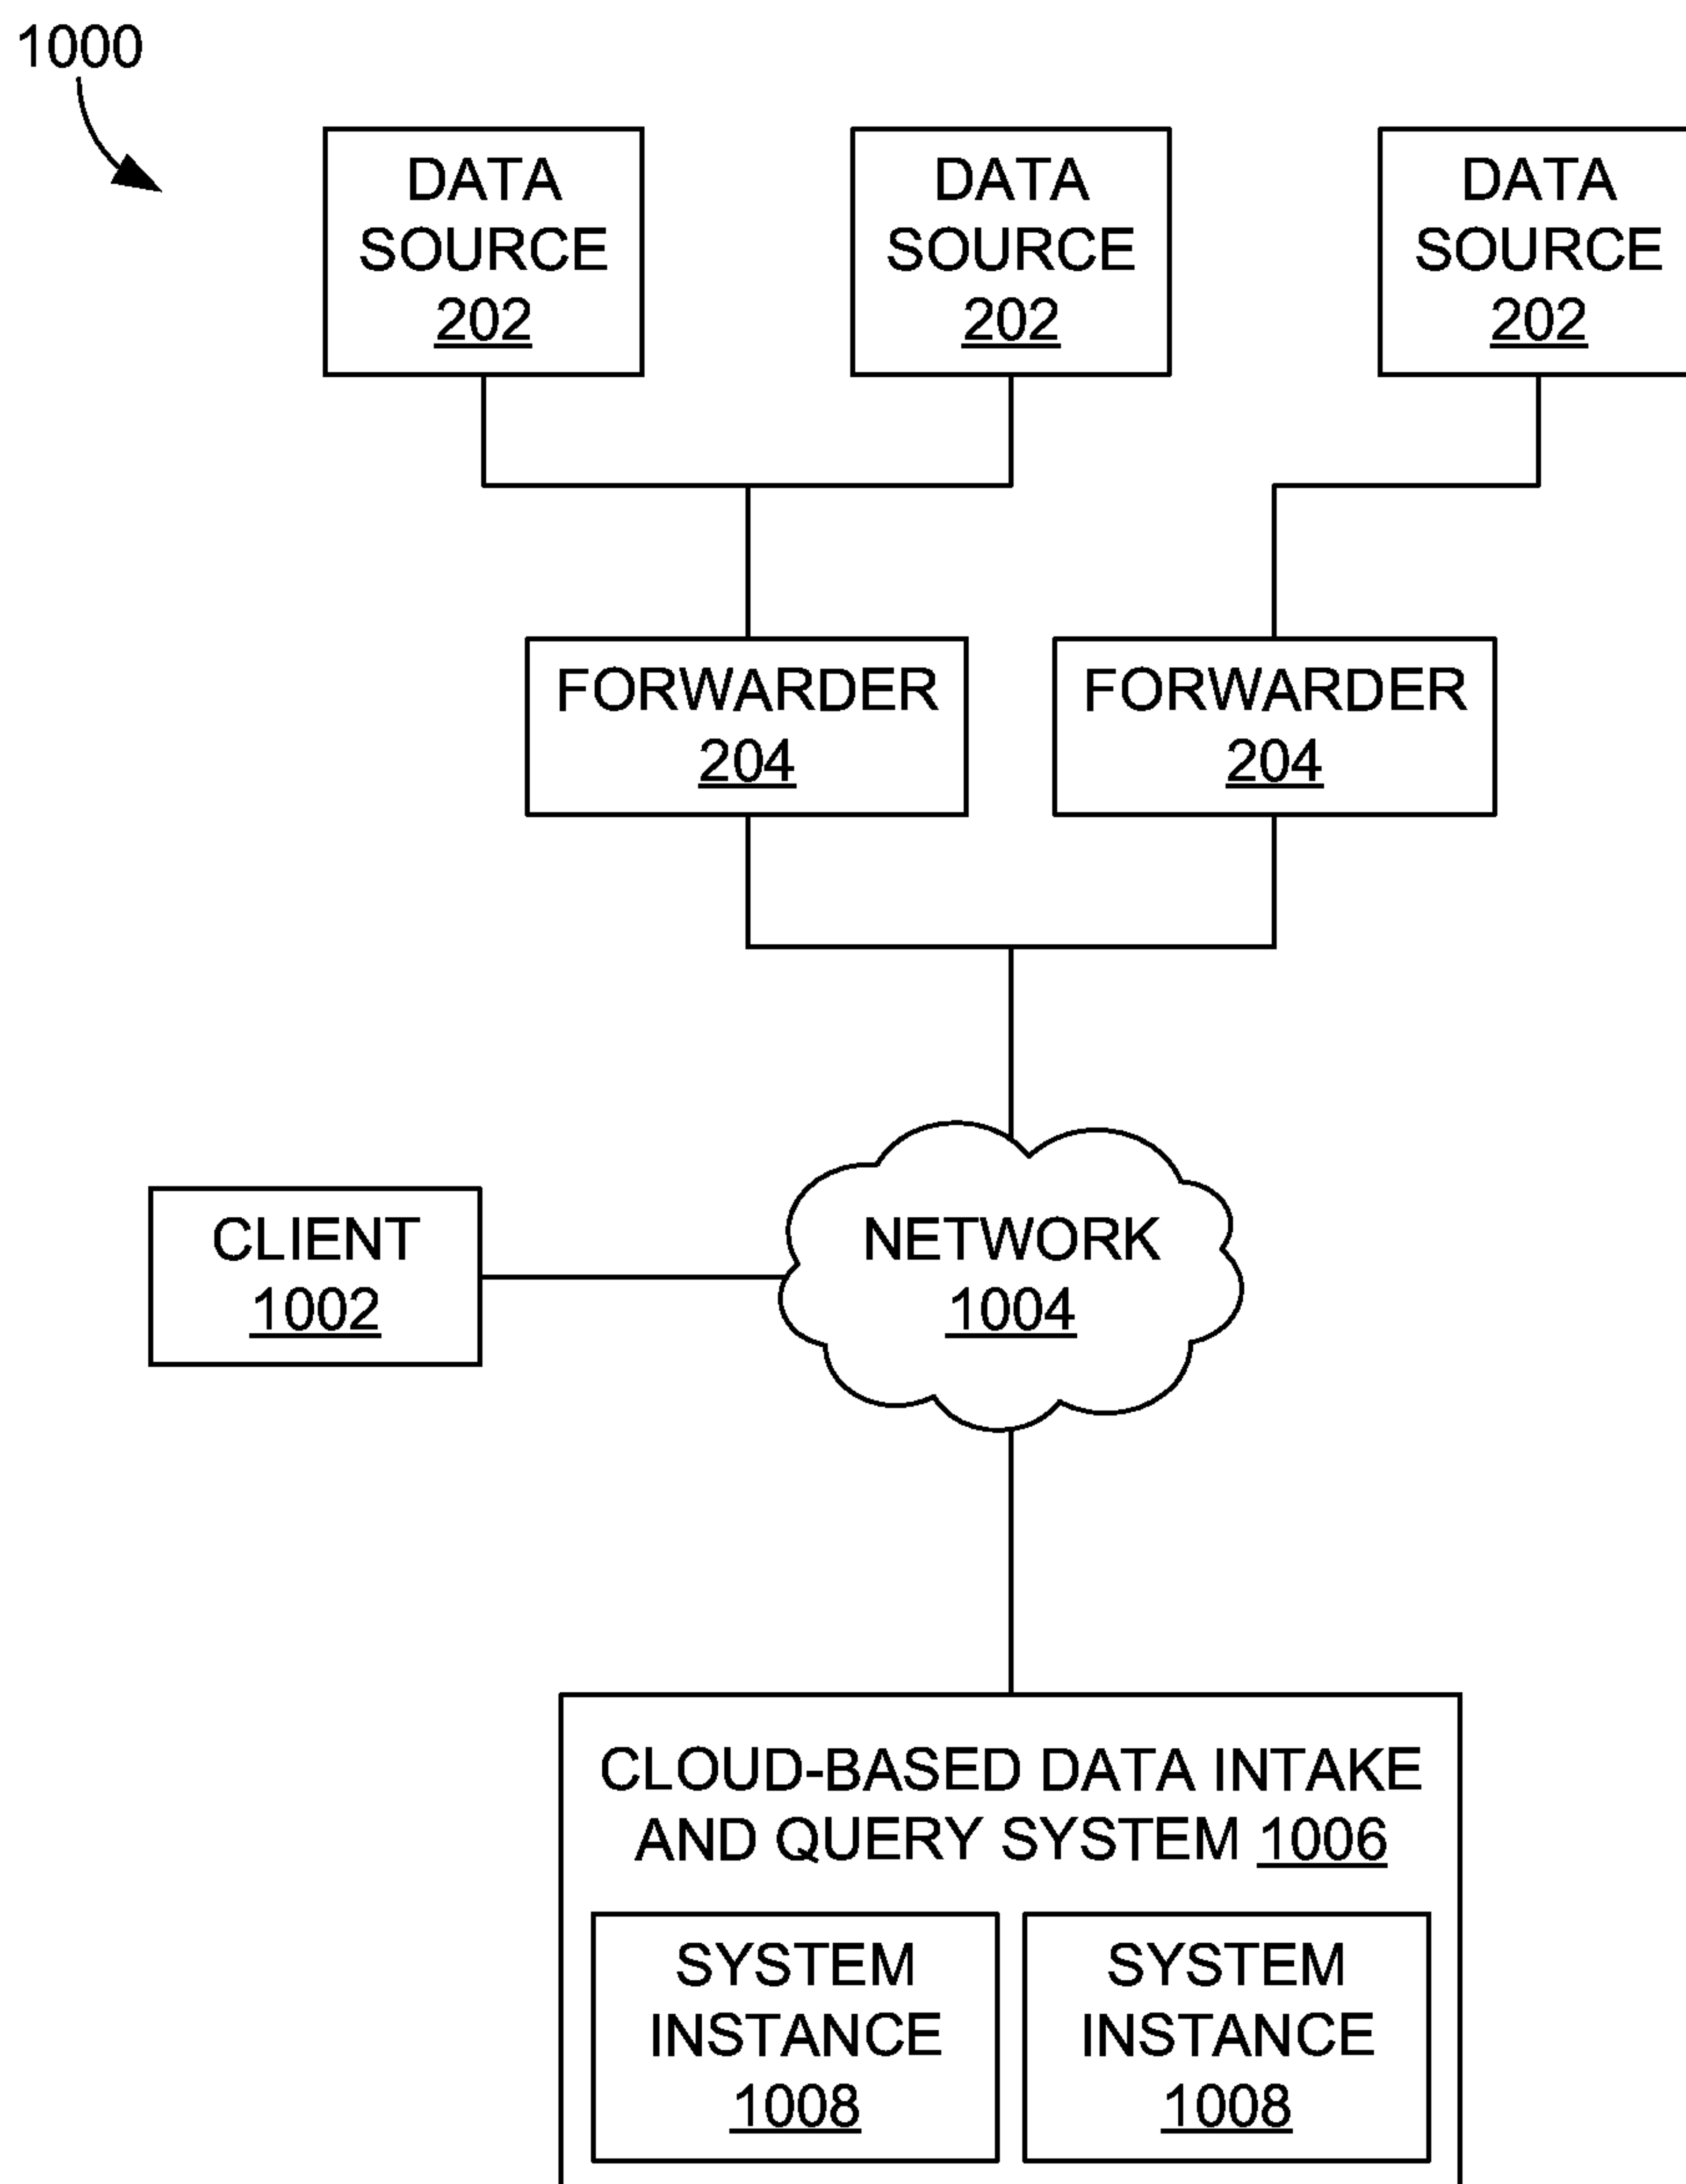 1000
DATA
SOURCE
202
DATA
SOURCE
202
DATA
SOURCE
202
FORWARDER
204
FORWARDER
204
CLIENT
1002
NETWORK
1004
CLOUD-BASED DATA INTAKE
AND QUERY SYSTEM 1006
SYSTEM
INSTANCE
1008
SYSTEM
INSTANCE
1008